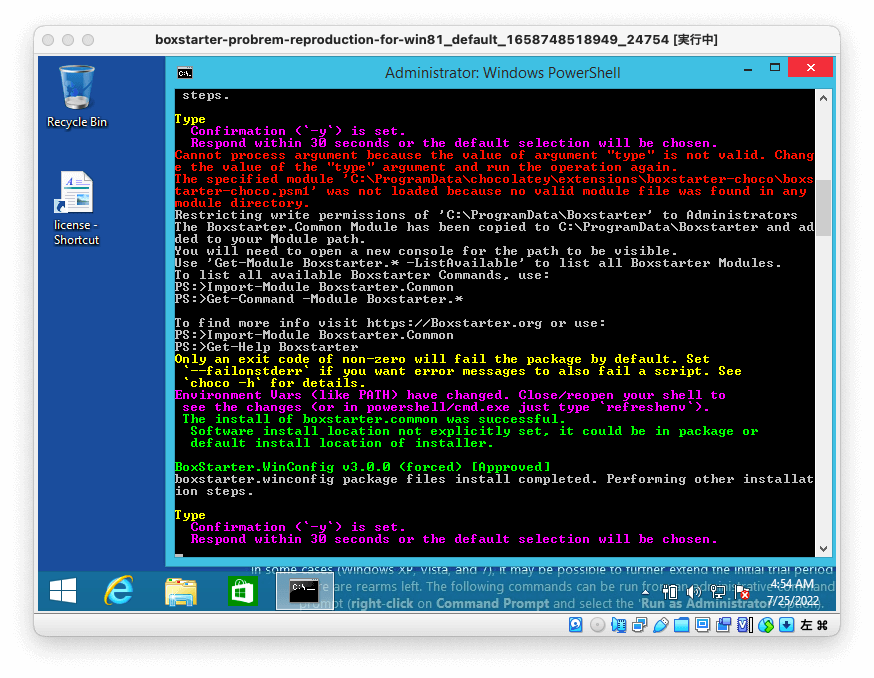 boxstarter-probrem-reproduction-for-win81_default_1658748518949_24754 [実行中]
Recycle Bin
license -
Shortcut
Administrator: Windows PowerShell
steps.
Type
Confirmation (`-y`) is set.
Respond within 30 seconds or the default selection will be chosen.
Cannot process argument because the value of argument "type" is not valid. Chang
e the value of the "type" argument and run the operation again.
The specified module 'C:\ProgramData\chocolatey\extensions\boxstarter-choco\boxs
tarter-choco.psm1' was not loaded because no valid module file was found in any
module directory.
Restricting write permissions of 'C:\ProgramData\Boxstarter' to Administrators
The Boxstarter.Common Module has been copied to C:\ProgramData\Boxstarter and ad
ded to your Module path.
You will need to open a new console for the path to be visible.
Use 'Get-Module Boxstarter.* -ListAvailable' to list all Boxstarter Modules.
To list all available Boxstarter Commands, use:
PS:>Import-Module Boxstarter.Common
PS:>Get-Command -Module Boxstarter.*
To find more info visit https://Boxstarter.org or use:
PS:>Import-Module Boxstarter.Common
PS:>Get-Help Boxstarter
Only an exit code of non-zero will fail the package by default. Set
`--failonstderr` if you want error messages to also fail a script. See
`choco -h` for details.
Environment Vars (like PATH) have changed. Close/reopen your shell to
see the changes (or in powershell/cmd.exe just type `refreshenv`).
The install of boxstarter.common was successful.
Software install location not explicitly set, it could be in package or
default install location of installer.
BoxStarter.WinConfig v3.0.0 (forced) [Approved]
boxstarter.winconfig package files install completed. Performing other installat
ion steps.
Type
Confirmation (`-y`) is set.
Respond within 30 seconds or the default selection will be chosen.
In some cases (Windows XP, Vista, and 7), it may be possible to further extend the initial trial period
are rearms left. The following commands can be run from an administrative command
prompt (right-click on Command Prompt and select the 'Run as Administrator' option).
4:54 AM
7/25/2022
左 ⌘